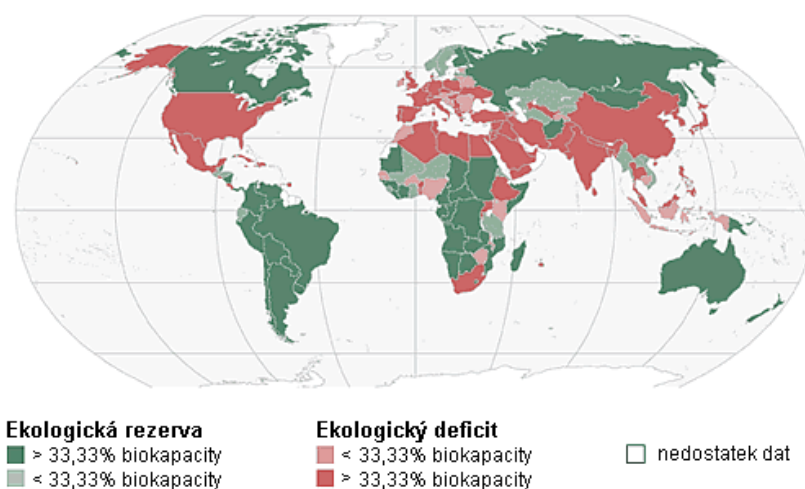 Ekologická rezerva
> 33,33% biokapacity
< 33,33% biokapacity
Ekologický deficit
< 33,33% biokapacity
> 33,33% biokapacity
nedostatek dat